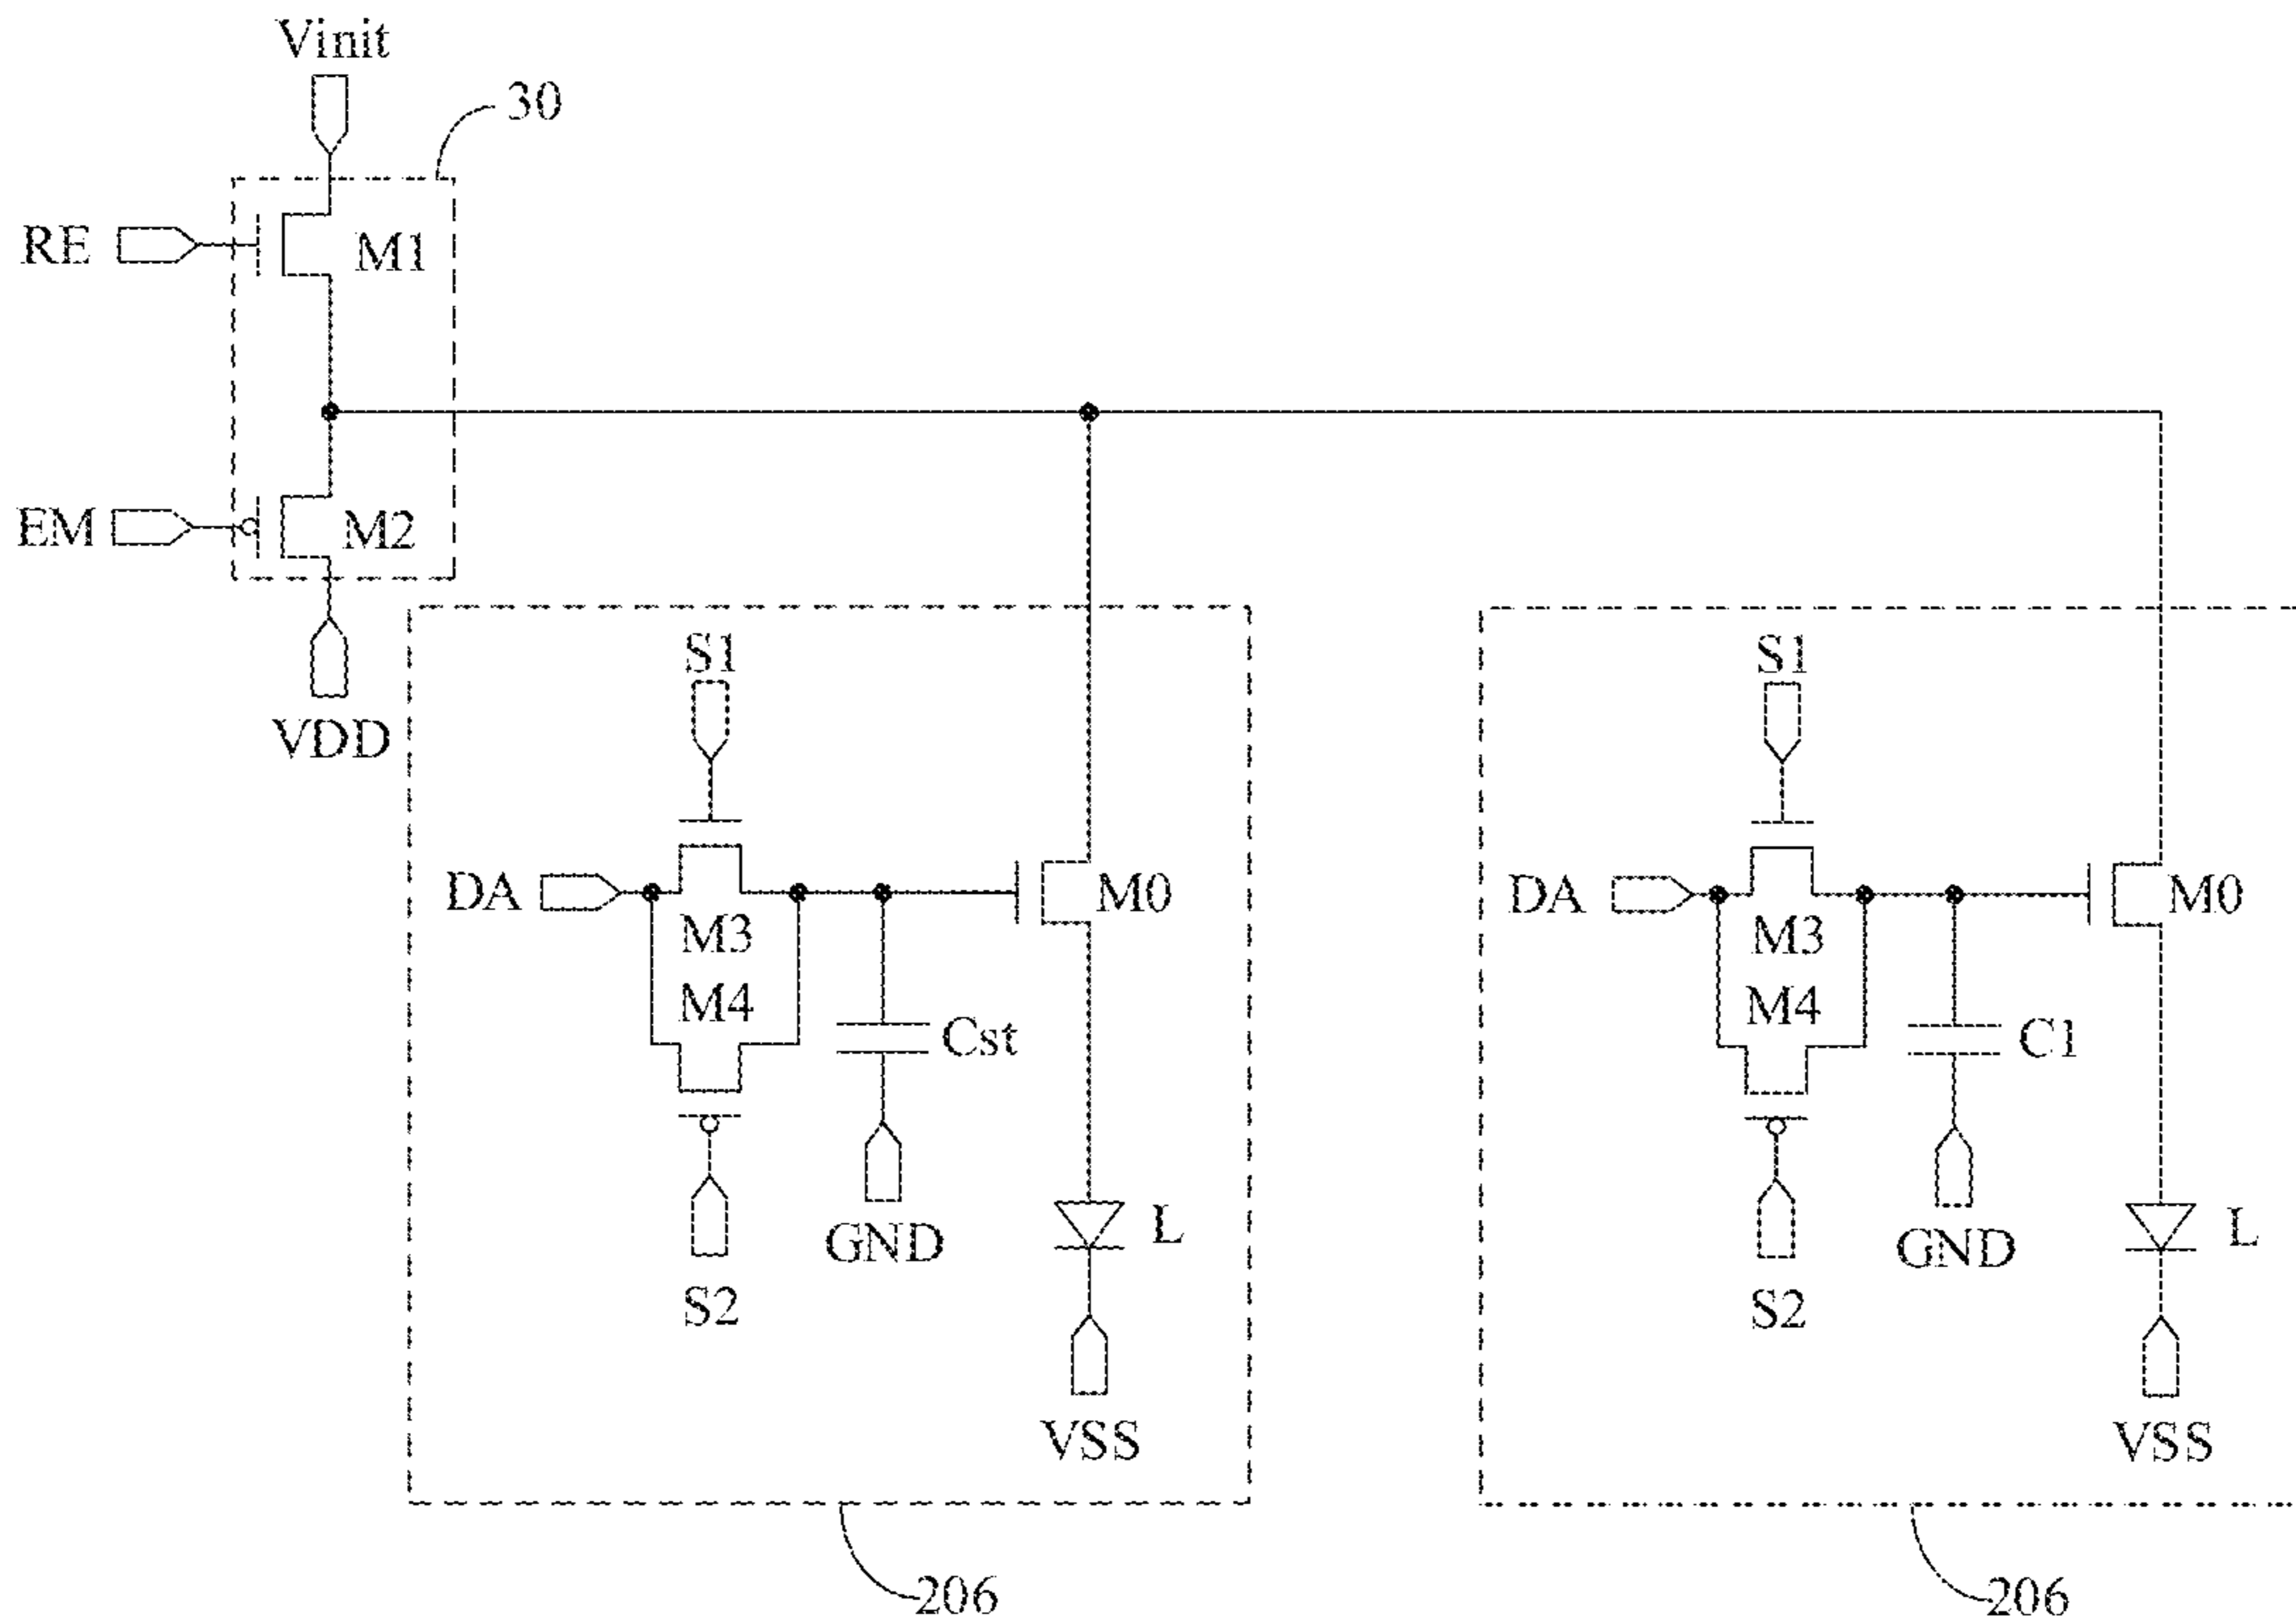 Vinit
30
RE
M1
EM
M2
VDD
S1
DA
M3
M4
M0
Cst
S2
GND
L
VSS
206
S1
DA
M3
M4
M0
C1
S2
GND
L
VSS
206